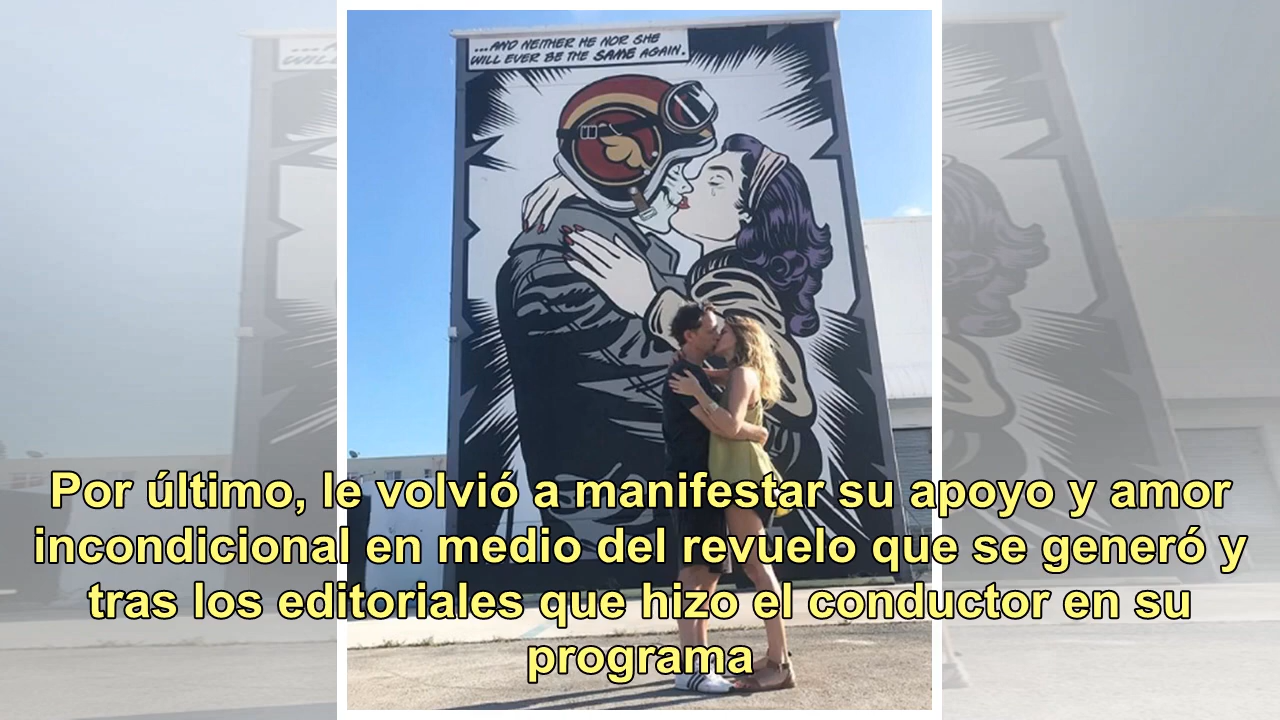 ...AND NEITHER HE NOR SHE
WILL EVER BE THE SAME AGAIN.
Por último, le volvió a manifestar su apoyo y amor
incondicional en medio del revuelo que se generó y
tras los editoriales que hizo el conductor en su
programa